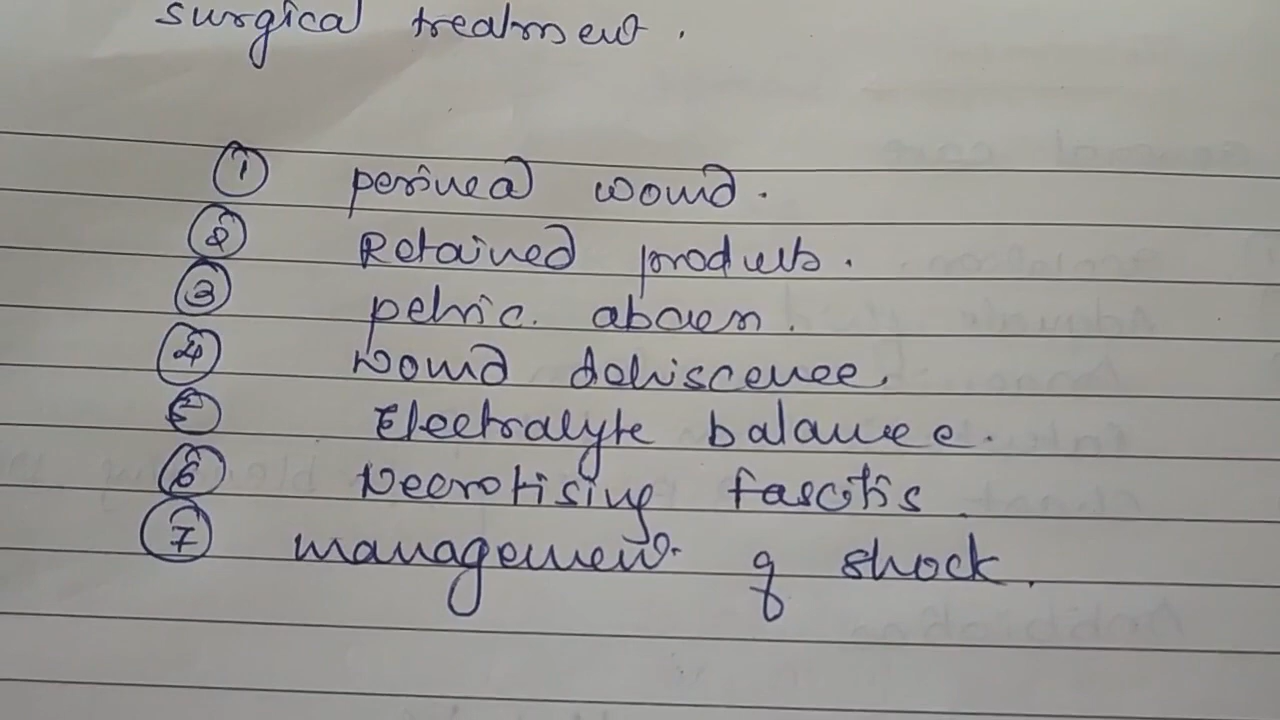 surgical treatment.
① perineal wound.
② Retained products.
③ pelvic. abscess.
④ wound dehiscence,
⑤ Electralyte balance.
⑥ Necrotising fascitis.
⑦ management of shock.